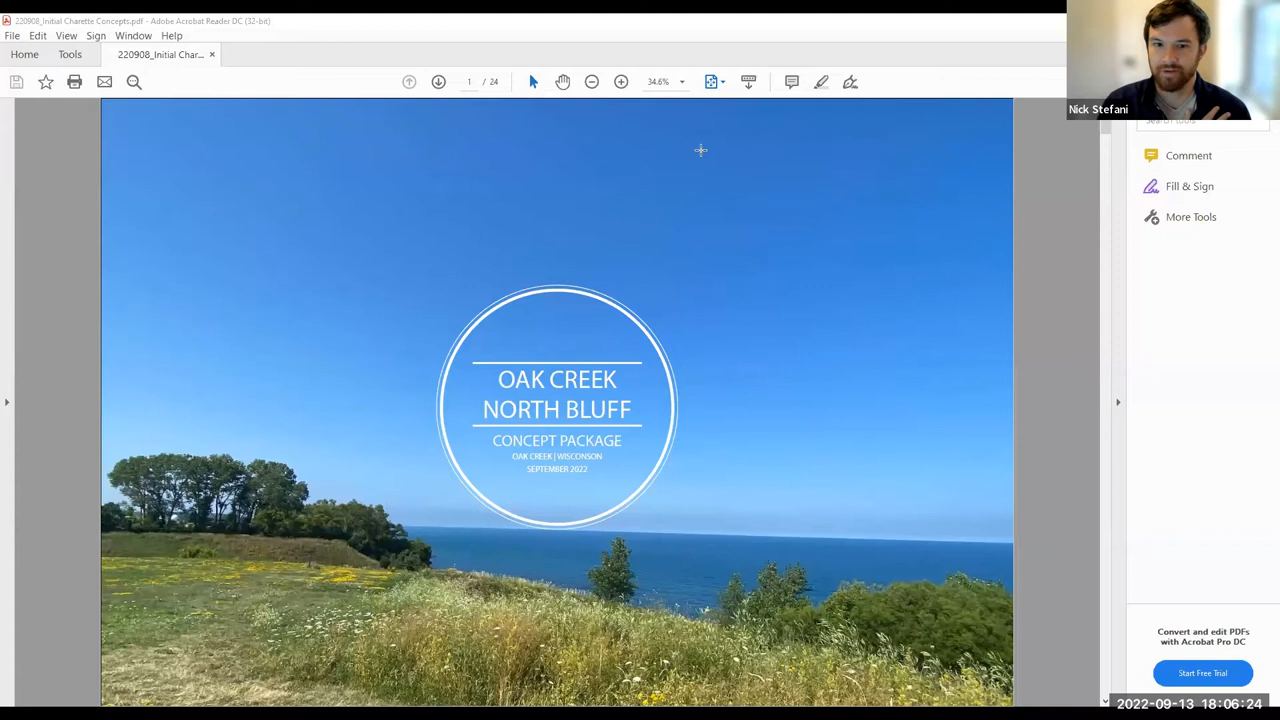 220908_Initial Charette Concepts.pdf - Adobe Acrobat Reader DC (32-bit)
File Edit View Sign Window Help
Home Tools 220908_Initial Char... ×
1 / 24 34.6%
Nick Stefani
Search tools
Comment
Fill & Sign
More Tools
OAK CREEK
NORTH BLUFF
CONCEPT PACKAGE
OAK CREEK | WISCONSON
SEPTEMBER 2022
Convert and edit PDFs
with Acrobat Pro DC
Start Free Trial
2022-09-13 18:06:24